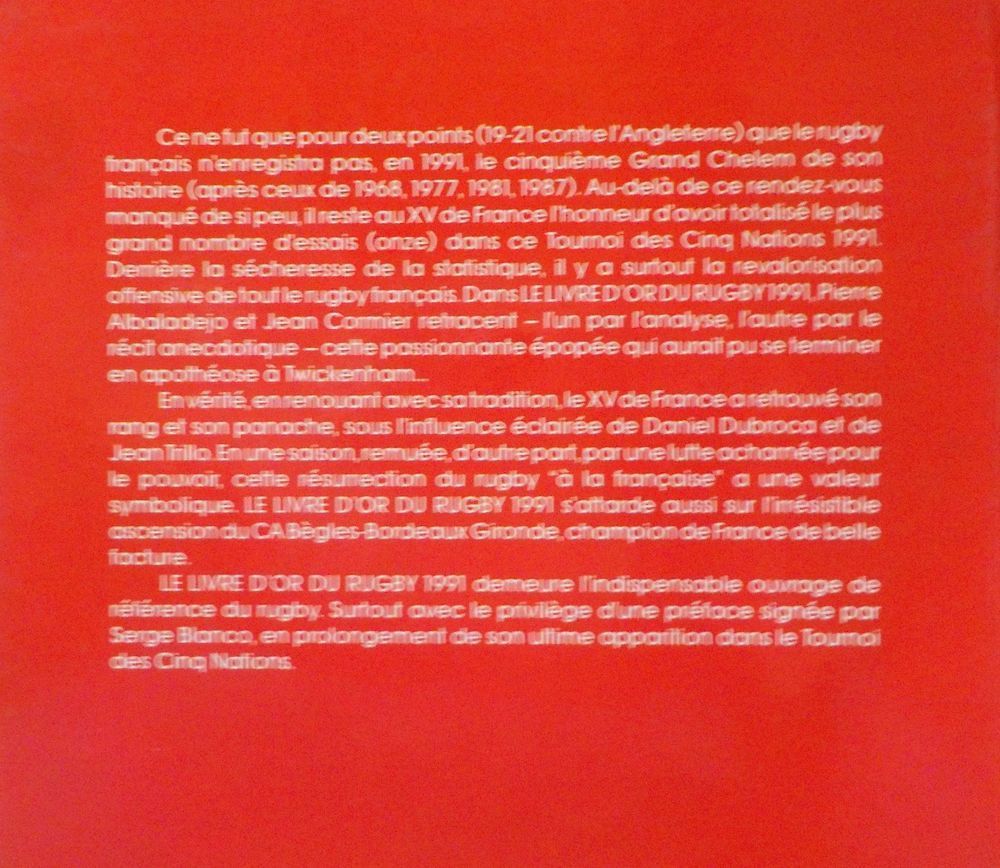 Ce ne fut que pour deux points (19-21 contre l'Angleterre) que le rugby
français n'enregistra pas, en 1991, le cinquième Grand Chelem de son
histoire (après ceux de 1968, 1977, 1981, 1987). Au-delà de ce rendez-vous
manqué de si peu, il reste au XV de France l'honneur d'avoir totalisé le plus
grand nombre d'essais (onze) dans ce Tournoi des Cinq Nations 1991.
Derrière la sécheresse de la statistique, il y a surtout la revalorisation
offensive de tout le rugby français. Dans LE LIVRE D'OR DU RUGBY 1991, Pierre
Albaladejo et Jean Cormier retracent – l'un par l'analyse, l'autre par le
récit anecdotique – cette passionnante épopée qui aurait pu se terminer
en apothéose à Twickenham...
En vérité, en renouant avec sa tradition, le XV de France a retrouvé son
rang et son panache, sous l'influence éclairée de Daniel Dubroca et de
Jean Trillo. En une saison, remuée, d'autre part, par une lutte acharnée pour
le pouvoir, cette résurrection du rugby "à la française" a une valeur
symbolique. LE LIVRE D'OR DU RUGBY 1991 s'attarde aussi sur l'irrésistible
ascension du CA Bègles-Bordeaux Gironde, champion de France de belle
facture.
LE LIVRE D'OR DU RUGBY 1991 demeure l'indispensable ouvrage de
référence du rugby. Surtout avec le privilège d'une préface signée par
Serge Blanco, en prolongement de son ultime apparition dans le Tournoi
des Cinq Nations.